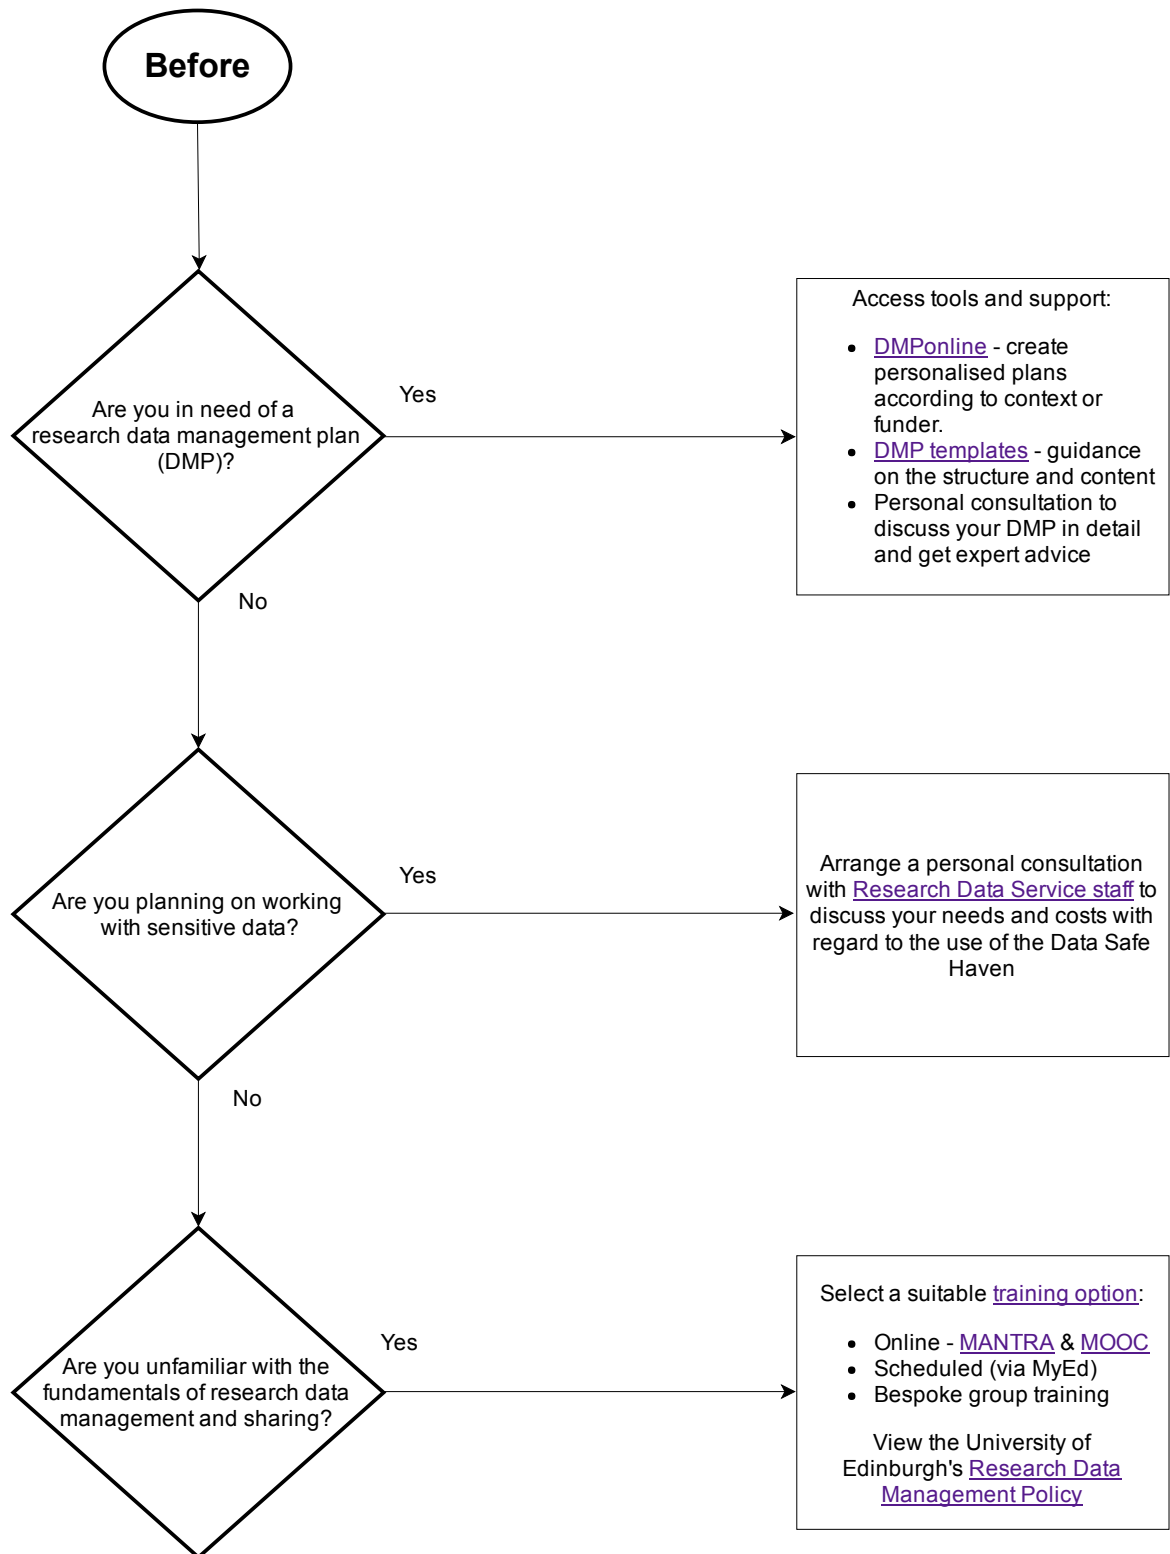 Before
Are you in need of a
research data management plan
(DMP)?
Yes
Access tools and support:
• DMPonline - create
personalised plans
according to context or
funder.
• DMP templates - guidance
on the structure and content
• Personal consultation to
discuss your DMP in detail
and get expert advice
No
Are you planning on working
with sensitive data?
Yes
Arrange a personal consultation
with Research Data Service staff to
discuss your needs and costs with
regard to the use of the Data Safe
Haven
No
Are you unfamiliar with the
fundamentals of research data
management and sharing?
Yes
Select a suitable training option:
• Online - MANTRA & MOOC
• Scheduled (via MyEd)
• Bespoke group training
View the University of
Edinburgh's Research Data
Management Policy